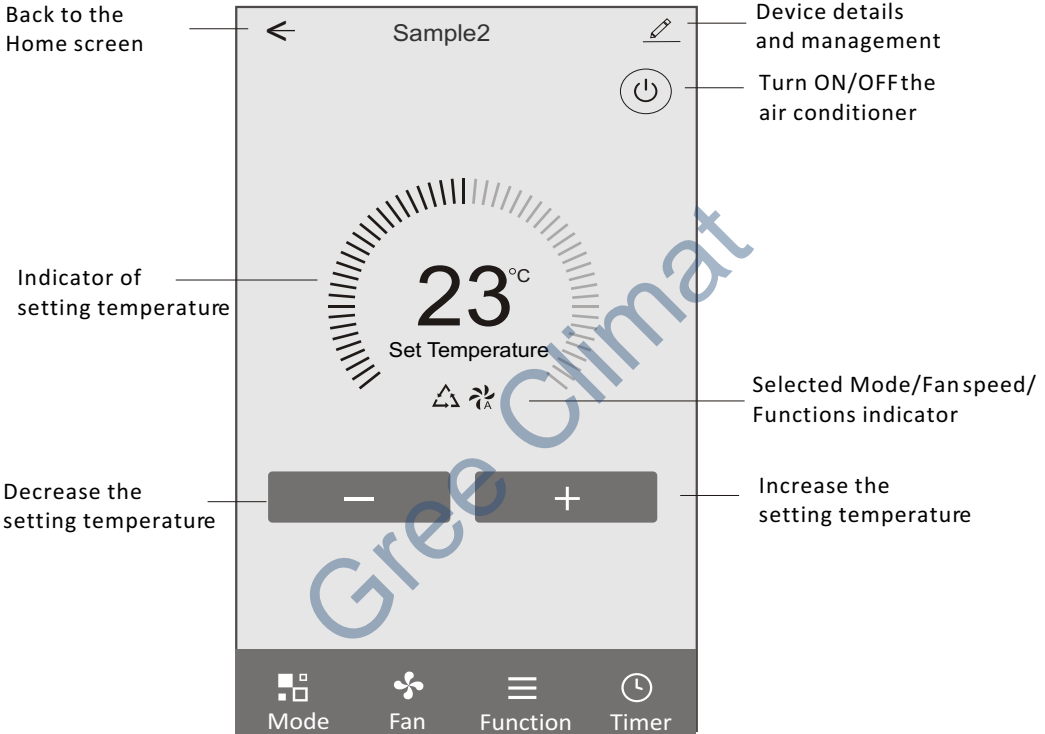 Back to the
Home screen
Sample2
Device details
and management
Turn ON/OFF the
air conditioner
Indicator of
setting temperature
23°C
Set Temperature
A
Selected Mode/Fan speed/
Functions indicator
Decrease the
setting temperature
−
+
Increase the
setting temperature
Gree Climat
Mode
Fan
Function
Timer